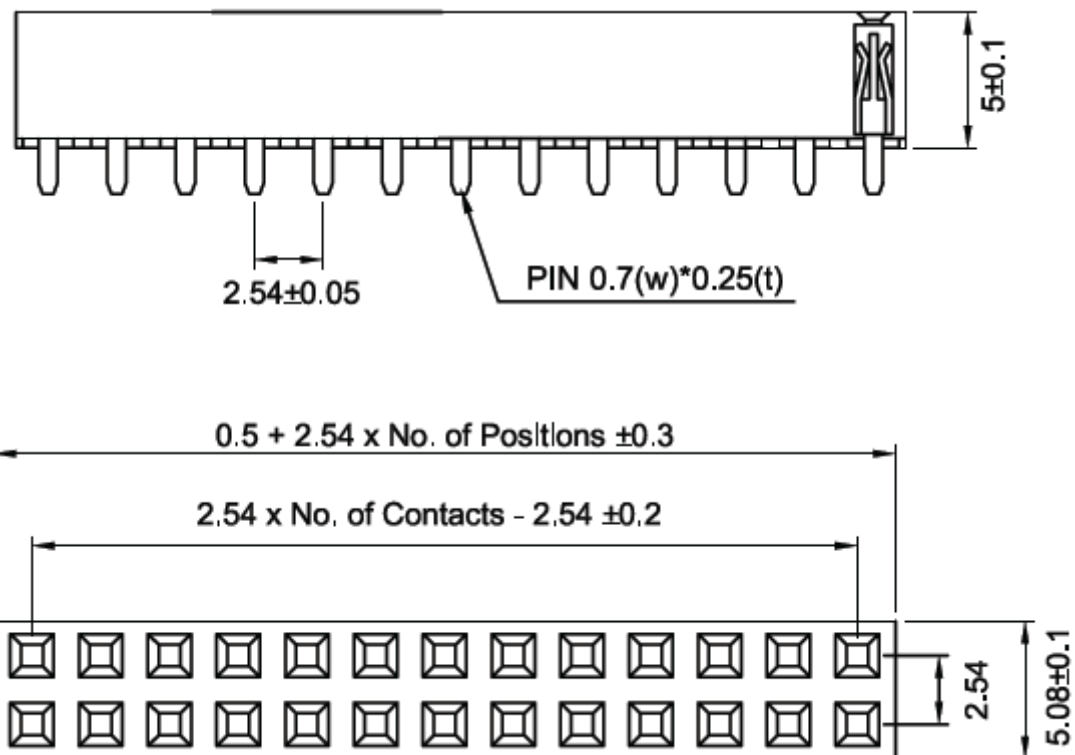 5±0.1
2.54±0.05
PIN 0.7(w)*0.25(t)
0.5 + 2.54 x No. of Positions ±0.3
2.54 x No. of Contacts - 2.54 ±0.2
2.54
5.08±0.1